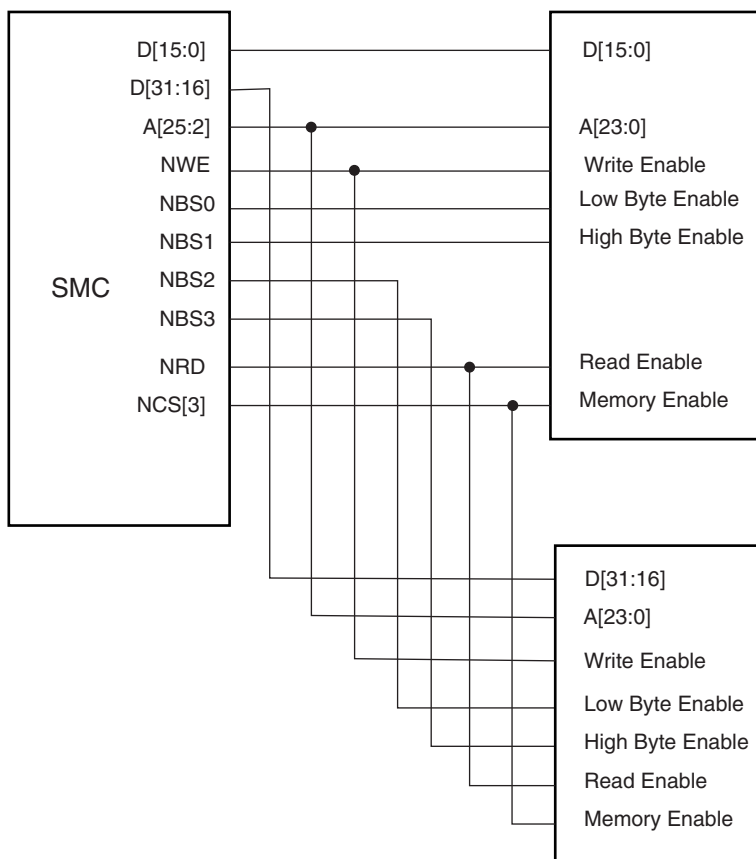 D[15:0]
D[31:16]
A[25:2]
NWE
NBS0
NBS1
NBS2
NBS3
NRD
NCS[3]
SMC
D[15:0]
A[23:0]
Write Enable
Low Byte Enable
High Byte Enable
Read Enable
Memory Enable
D[31:16]
A[23:0]
Write Enable
Low Byte Enable
High Byte Enable
Read Enable
Memory Enable